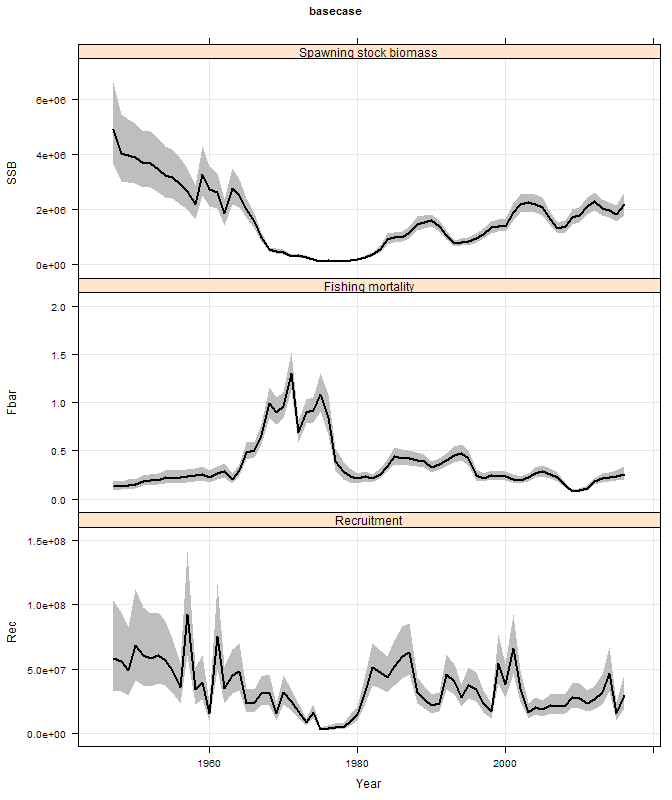 basecase
Spawning stock biomass
SSB
6e+06
4e+06
2e+06
0e+00
Fishing mortality
Fbar
2.0
1.5
1.0
0.5
0.0
Recruitment
Rec
1.5e+08
1.0e+08
5.0e+07
0.0e+00
1960
1980
2000
Year